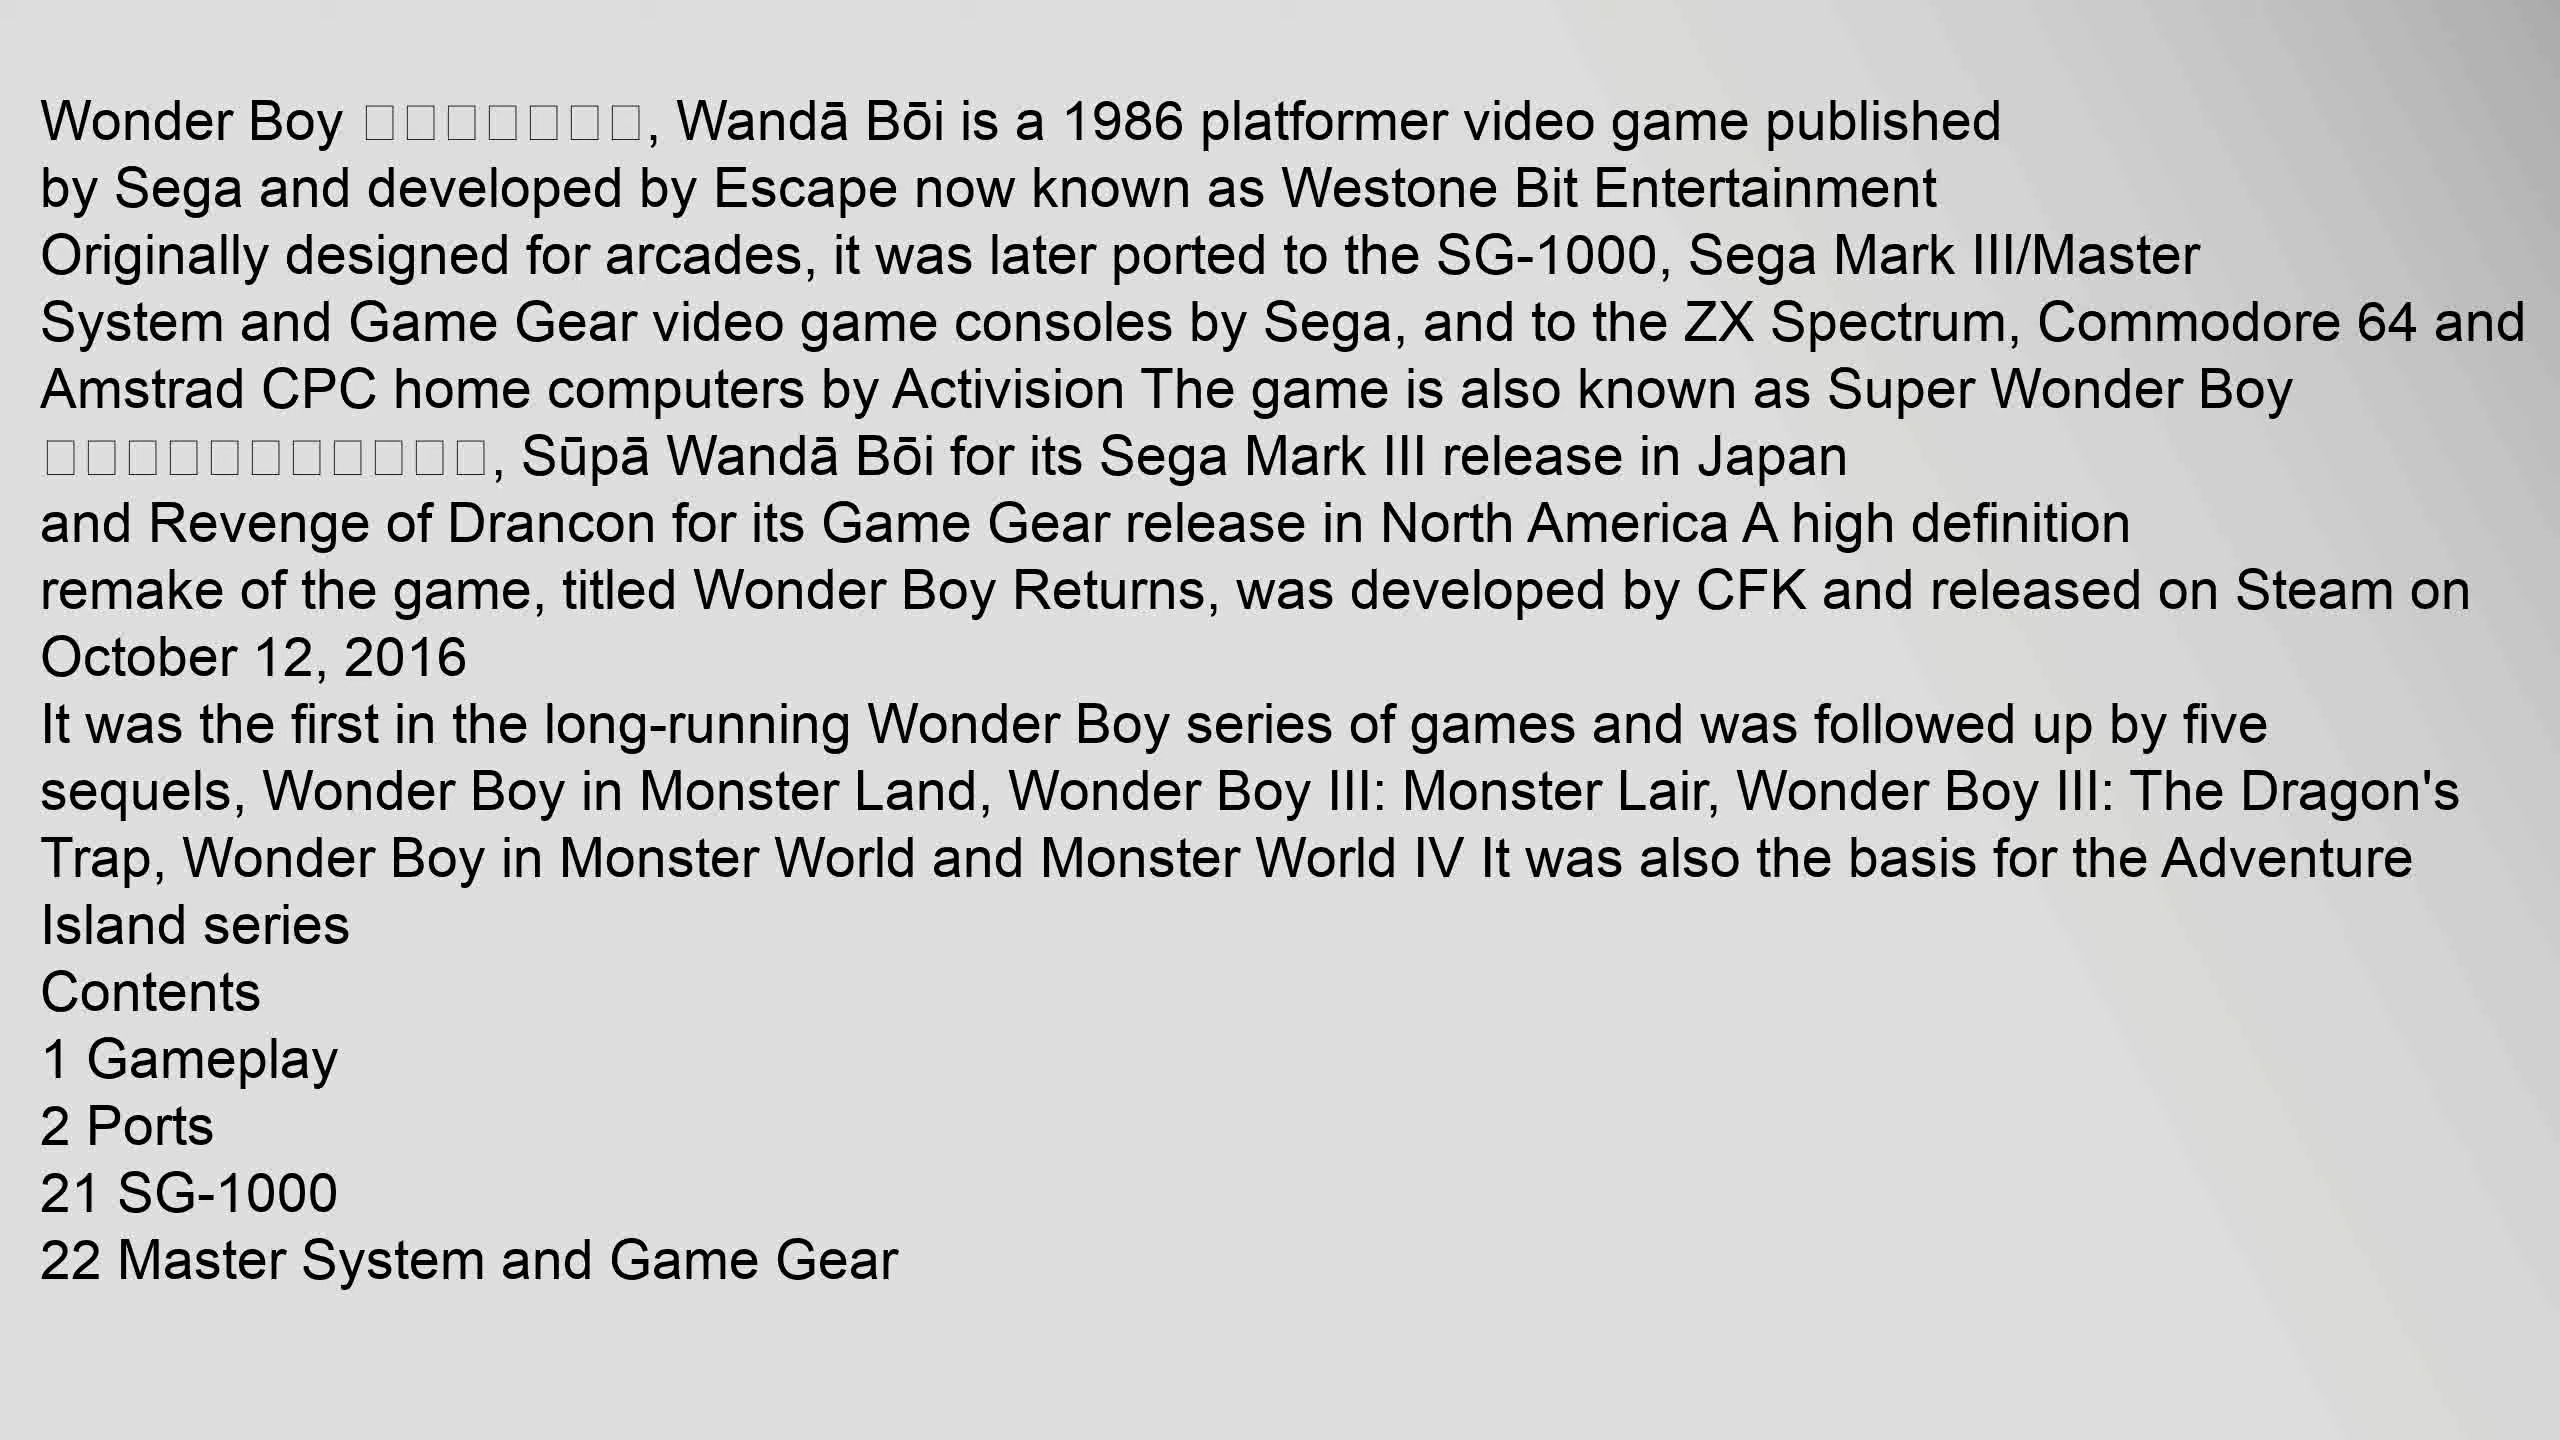 Wonder Boy □□□□□□□, Wandā Bōi is a 1986 platformer video game published
by Sega and developed by Escape now known as Westone Bit Entertainment
Originally designed for arcades, it was later ported to the SG-1000, Sega Mark III/Master
System and Game Gear video game consoles by Sega, and to the ZX Spectrum, Commodore 64 and
Amstrad CPC home computers by Activision The game is also known as Super Wonder Boy
□□□□□□□□□□□, Sūpā Wandā Bōi for its Sega Mark III release in Japan
and Revenge of Drancon for its Game Gear release in North America A high definition
remake of the game, titled Wonder Boy Returns, was developed by CFK and released on Steam on
October 12, 2016
It was the first in the long-running Wonder Boy series of games and was followed up by five
sequels, Wonder Boy in Monster Land, Wonder Boy III: Monster Lair, Wonder Boy III: The Dragon's
Trap, Wonder Boy in Monster World and Monster World IV It was also the basis for the Adventure
Island series
Contents
1 Gameplay
2 Ports
21 SG-1000
22 Master System and Game Gear